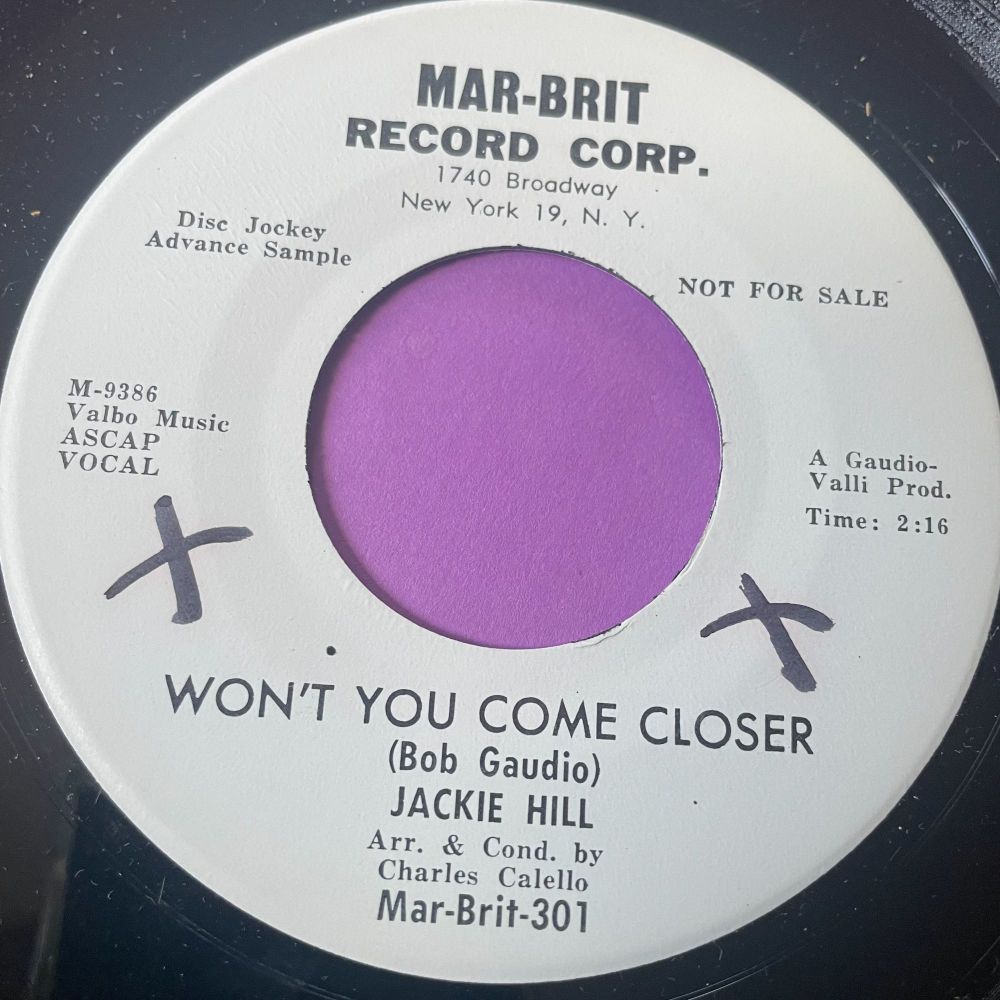 MAR-BRIT
RECORD CORP.
1740 Broadway
New York 19, N. Y.
Disc Jockey
Advance Sample
NOT FOR SALE
M-9386
Valbo Music
ASCAP
VOCAL
A Gaudio-
Valli Prod.
Time: 2:16
X X
WON'T YOU COME CLOSER
(Bob Gaudio)
JACKIE HILL
Arr. & Cond. by
Charles Calello
Mar-Brit-301